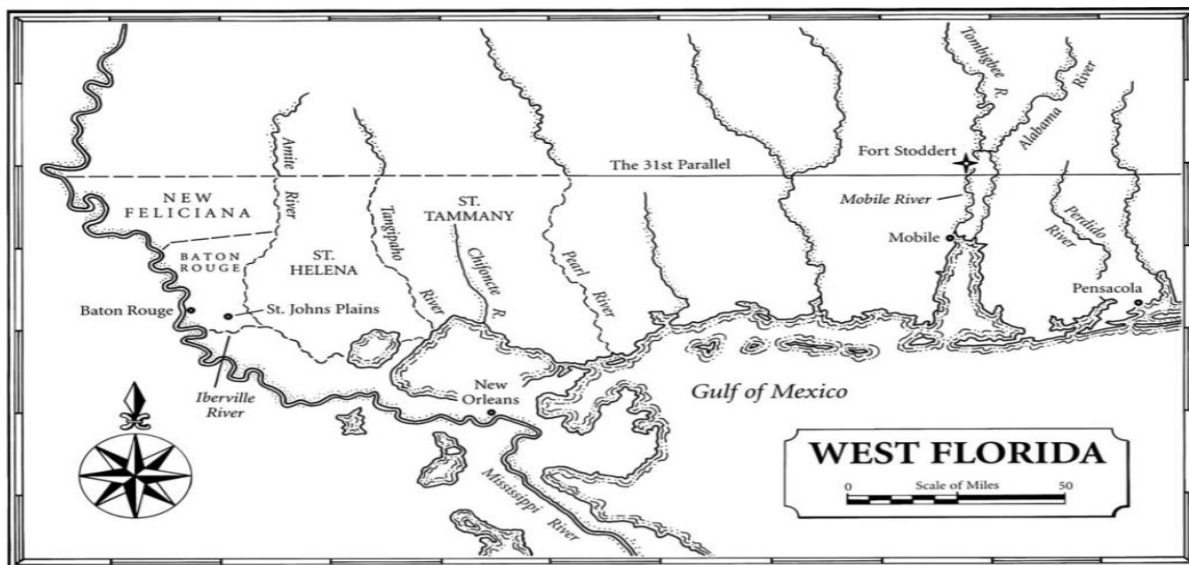 Tombigbee R.
Alabama
River
Amite
River
The 31st Parallel
Fort Stoddert
NEW
FELICIANA
ST.
TAMMANY
Mobile River
Tangipaho
River
Perdido
River
BATON
ROUGE
ST.
HELENA
Chifoncte R.
Pearl
River
Mobile
Baton Rouge
St. Johns Plains
Pensacola
Iberville
River
New
Orleans
Gulf of Mexico
Mississippi
River
WEST FLORIDA
0 Scale of Miles 50